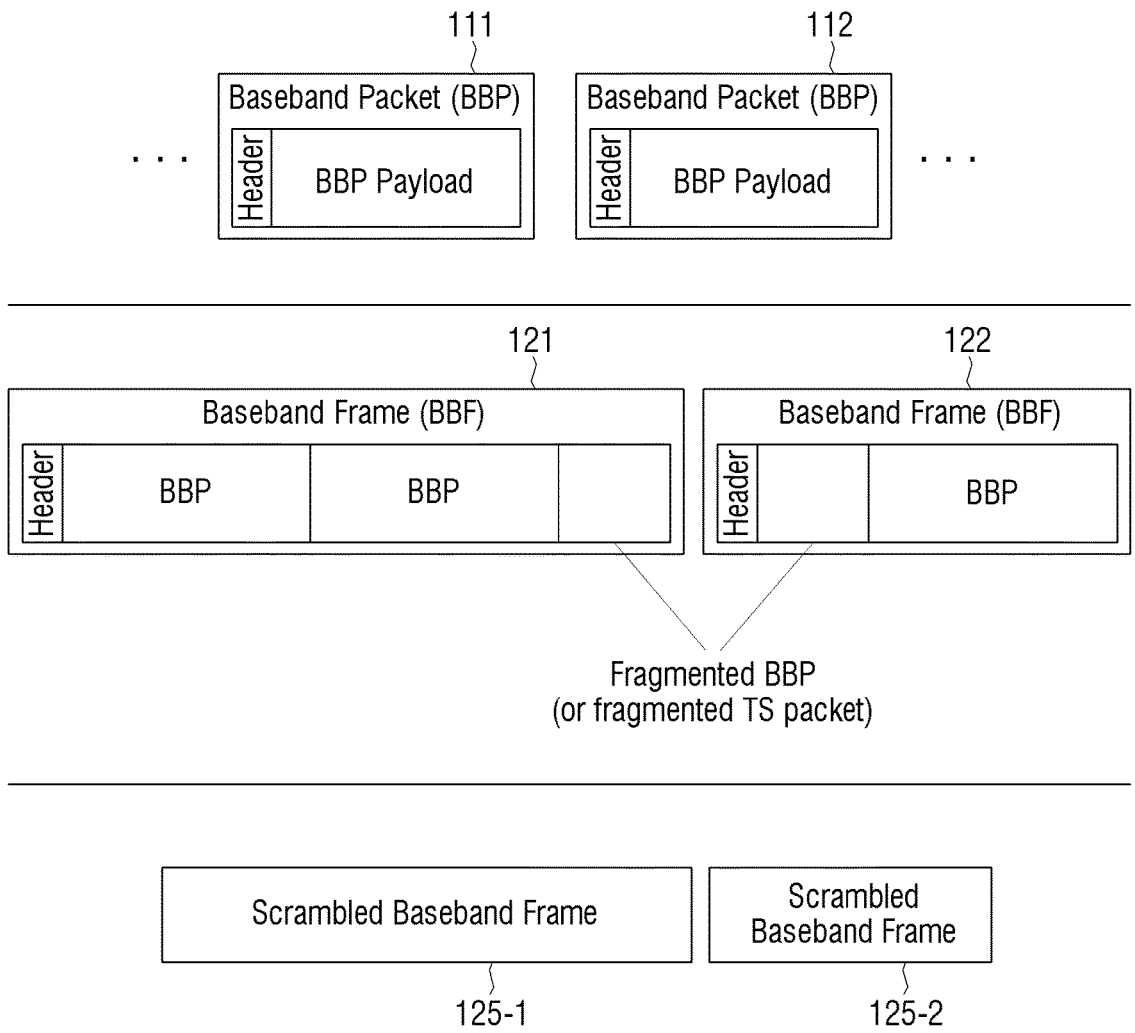 111
112
Baseband Packet (BBP)
Baseband Packet (BBP)
. . .
Header
BBP Payload
Header
BBP Payload
. . .
121
122
Baseband Frame (BBF)
Baseband Frame (BBF)
Header
BBP
BBP
Header
BBP
Fragmented BBP
(or fragmented TS packet)
Scrambled Baseband Frame
Scrambled
Baseband Frame
125-1
125-2